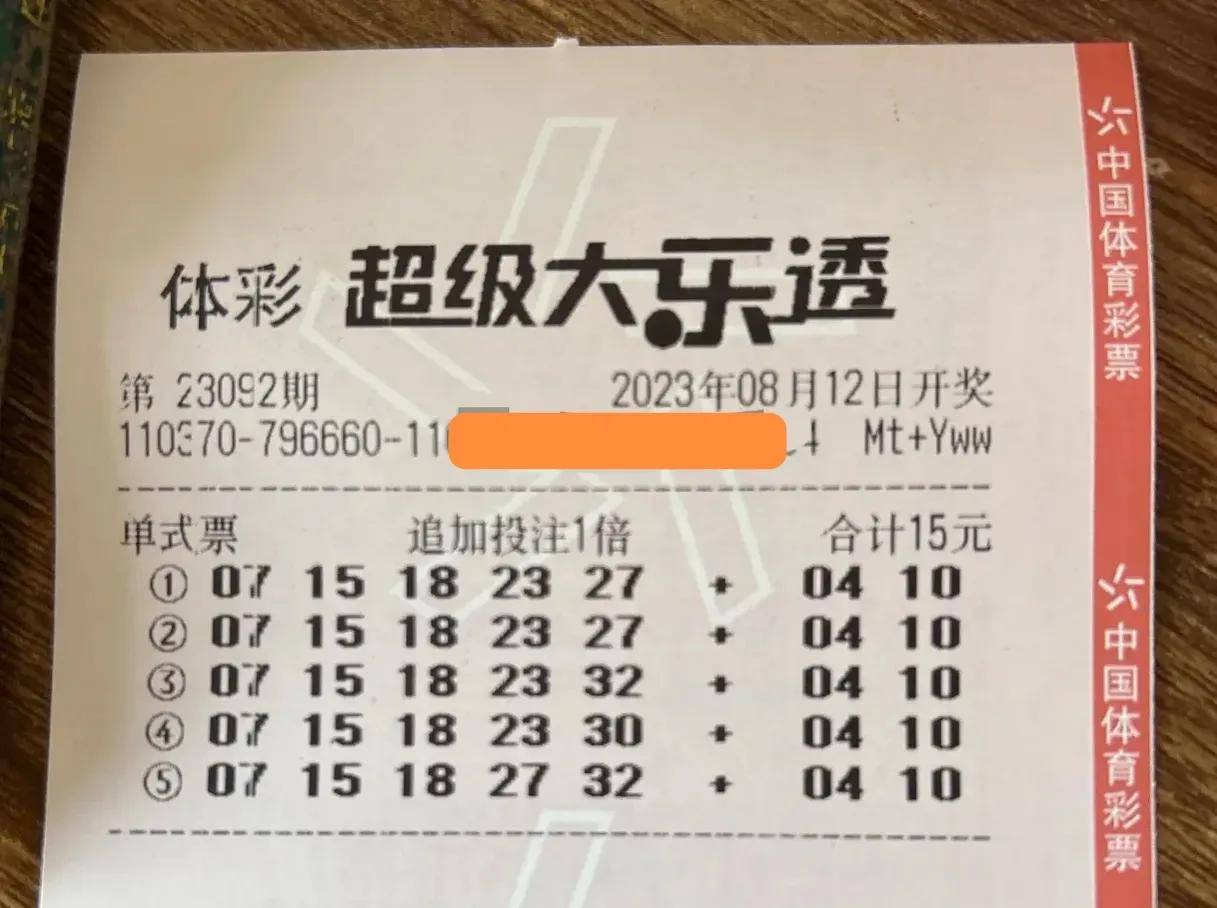 体彩 超级大乐透
第 23092期 2023年08月12日开奖
110370-796660-110 4 Mt+Yww
单式票 追加投注1倍 合计15元
① 07 15 18 23 27 + 04 10
② 07 15 18 23 27 + 04 10
③ 07 15 18 23 32 + 04 10
④ 07 15 18 23 30 + 04 10
⑤ 07 15 18 27 32 + 04 10
中国体育彩票
中国体育彩票